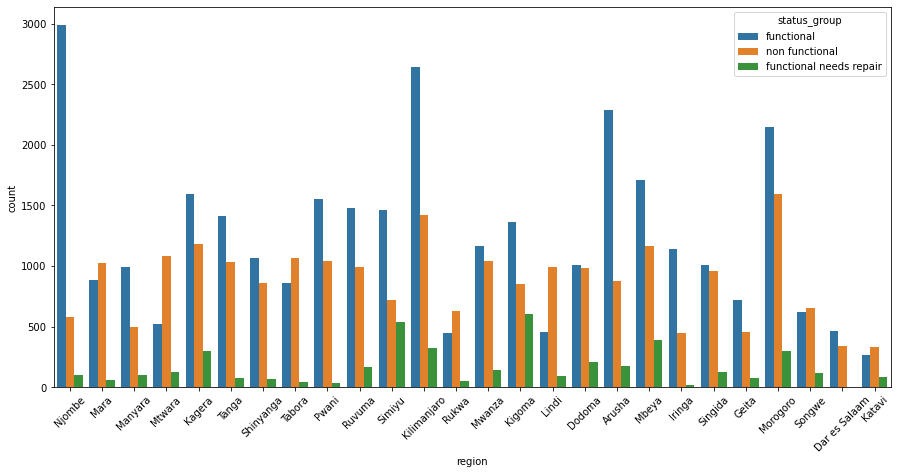 status_group
functional
non functional
functional needs repair
3000
2500
2000
1500
1000
500
0
count
Njombe
Mara
Manyara
Mtwara
Kagera
Tanga
Shinyanga
Tabora
Pwani
Ruvuma
Simiyu
Kilimanjaro
Rukwa
Mwanza
Kigoma
Lindi
Dodoma
Arusha
Mbeya
Iringa
Singida
Geita
Morogoro
Songwe
Dar es Salaam
Katavi
region